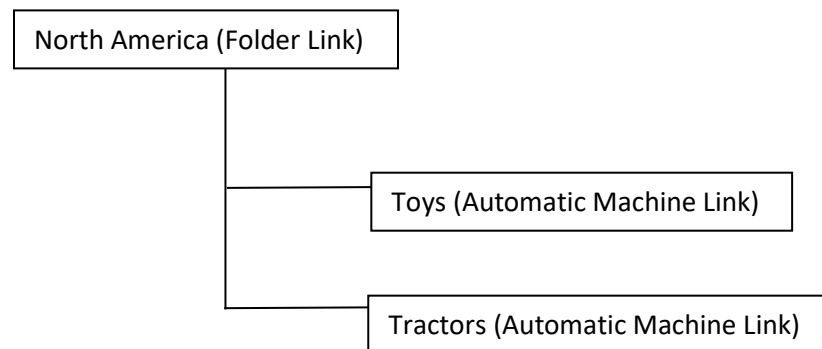 North America (Folder Link)
Toys (Automatic Machine Link)
Tractors (Automatic Machine Link)